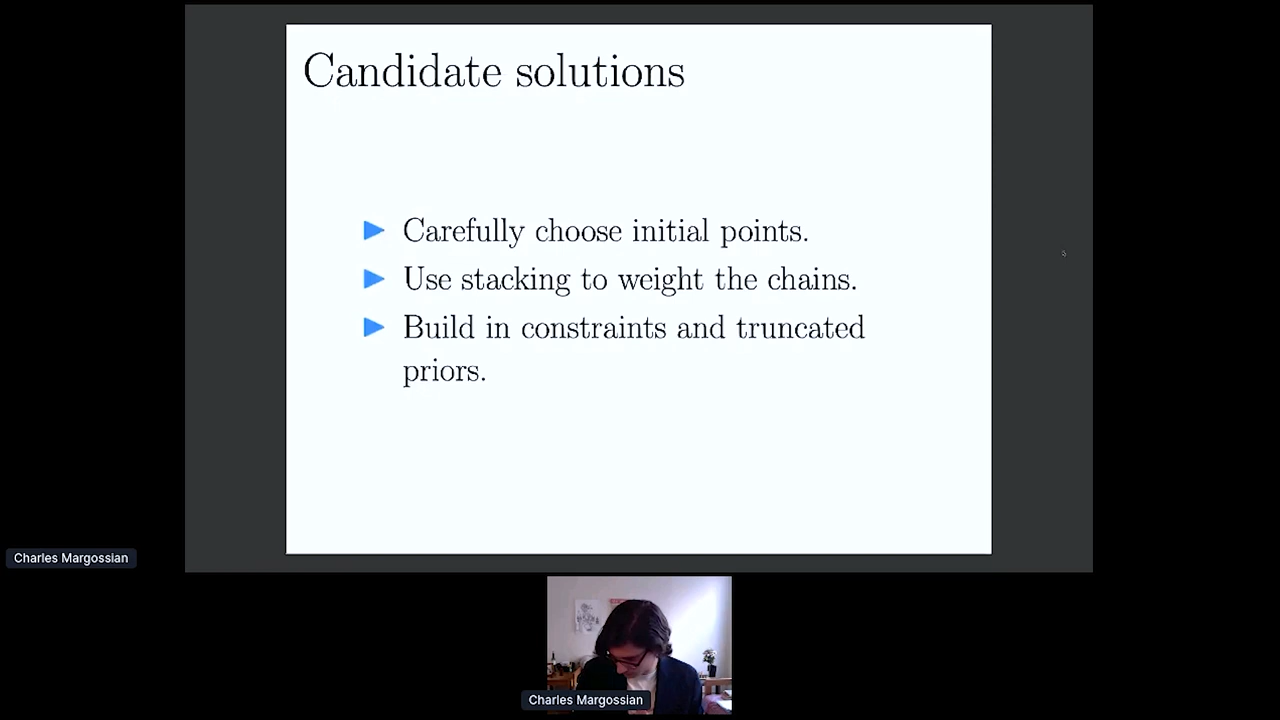 Candidate solutions
Carefully choose initial points.
Use stacking to weight the chains.
Build in constraints and truncated
priors.
Charles Margossian
Charles Margossian